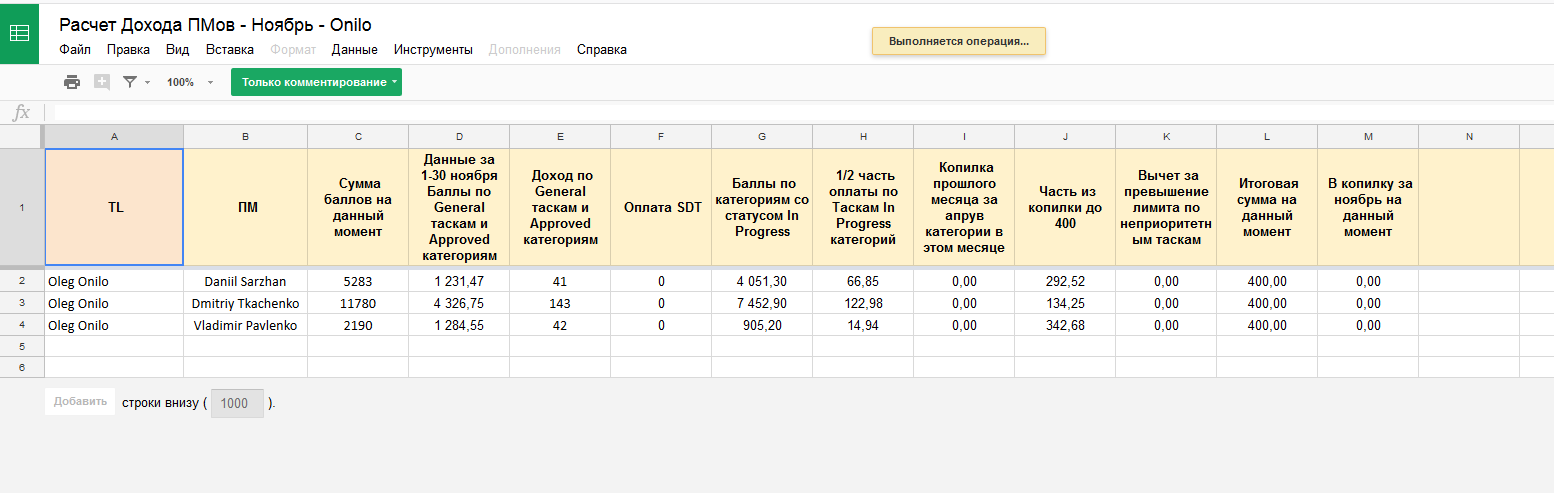 Расчет Дохода ПМов - Ноябрь - Onilo
Файл Правка Вид Вставка Формат Данные Инструменты Дополнения Справка
Выполняется операция...
100% Только комментирование
fx
A B C D E F G H I J K L M N
1
TL
ПМ
Сумма
баллов на
данный
момент
Данные за
1-30 ноября
Баллы по
General
таскам и
Approved
категориям
Доход по
General
таскам и
Approved
категориям
Оплата SDT
Баллы по
категориям со
статусом In
Progress
1/2 часть
оплаты по
Таскам In
Progress
категорий
Копилка
прошлого
месяца за
апрув
категории в
этом месяце
Часть из
копилки до
400
Вычет за
превышение
лимита по
неприоритетн
ым таскам
Итоговая
сумма на
данный
момент
В копилку за
ноябрь на
данный
момент
2 Oleg Onilo Daniil Sarzhan 5283 1 231,47 41 0 4 051,30 66,85 0,00 292,52 0,00 400,00 0,00
3 Oleg Onilo Dmitriy Tkachenko 11780 4 326,75 143 0 7 452,90 122,98 0,00 134,25 0,00 400,00 0,00
4 Oleg Onilo Vladimir Pavlenko 2190 1 284,55 42 0 905,20 14,94 0,00 342,68 0,00 400,00 0,00
5
6
Добавить строки внизу ( 1000 ).